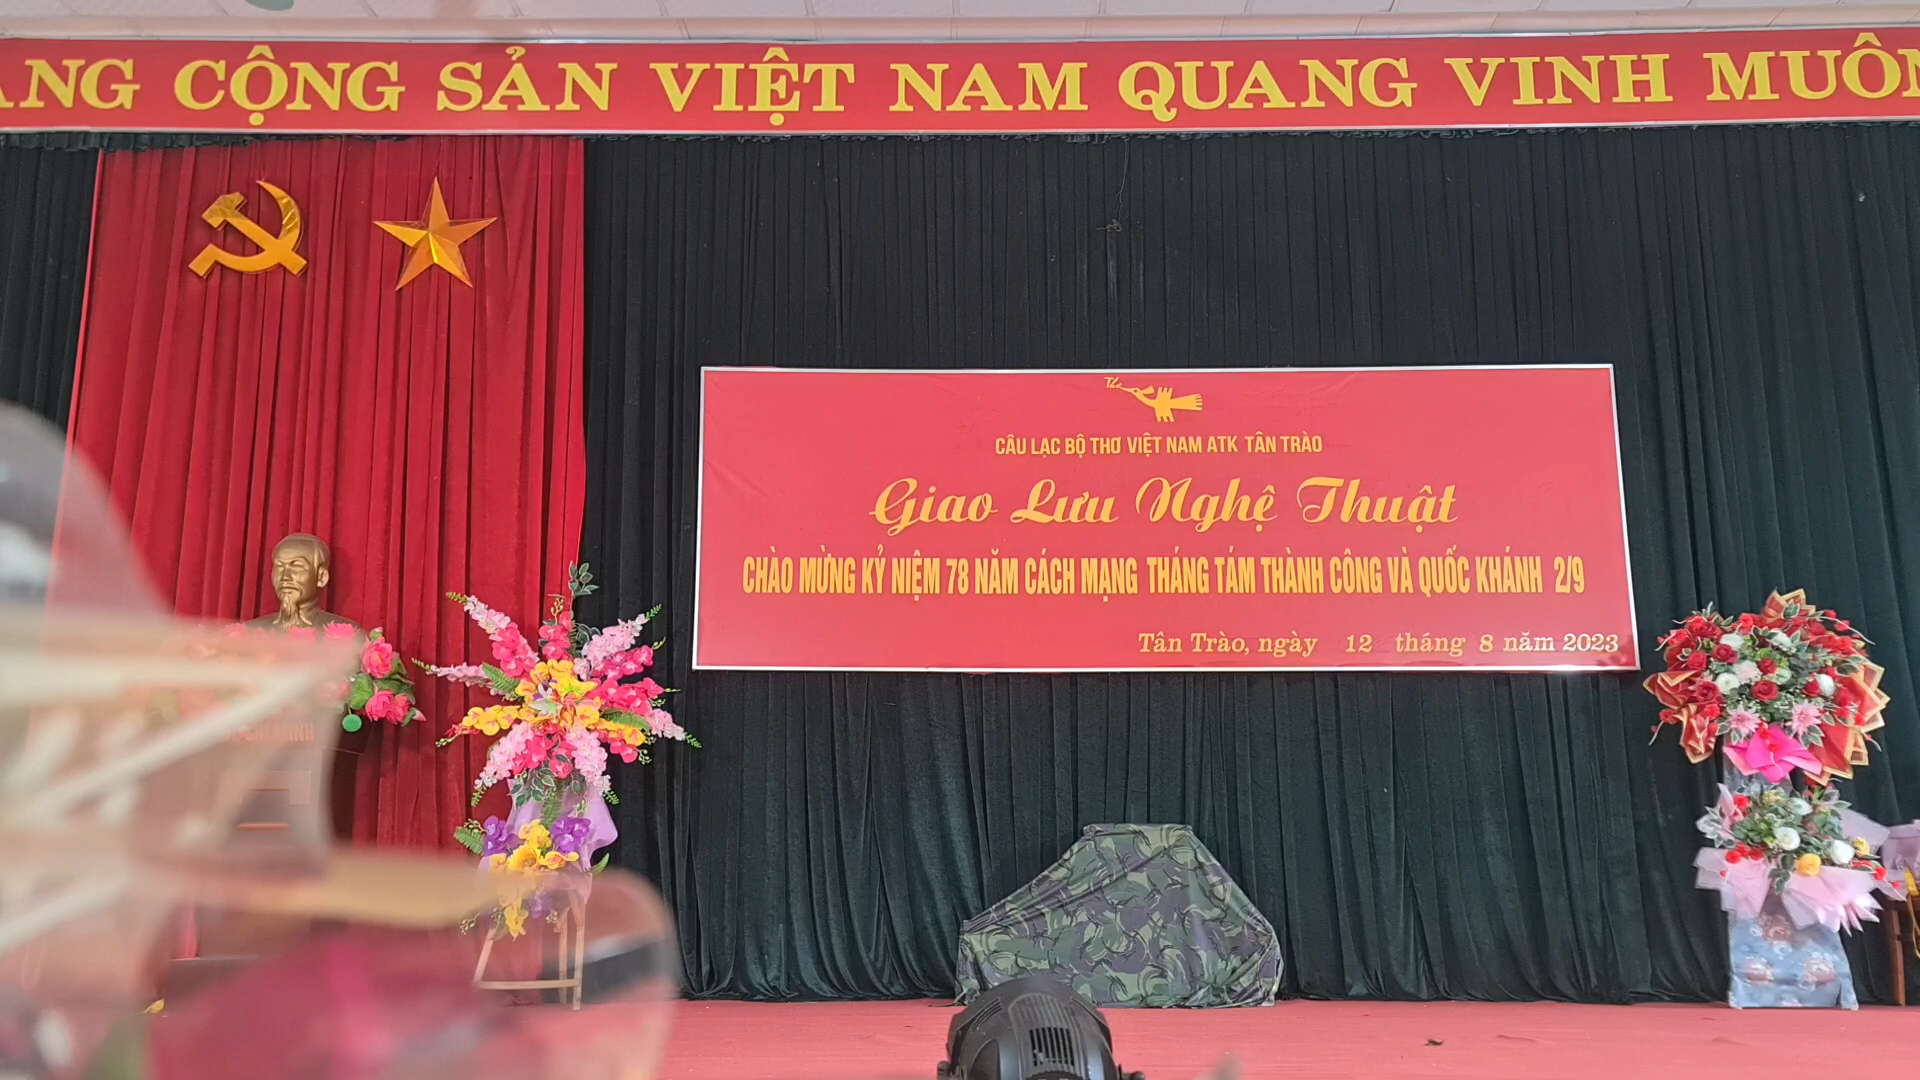 ANG CỘNG SẢN VIỆT NAM QUANG VINH MUÔN
CÂU LẠC BỘ THƠ VIỆT NAM ATK TÂN TRÀO
Giao Lưu Nghệ Thuật
CHÀO MỪNG KỶ NIỆM 78 NĂM CÁCH MẠNG THÁNG TÁM THÀNH CÔNG VÀ QUỐC KHÁNH 2/9
Tân Trào, ngày 12 tháng 8 năm 2023